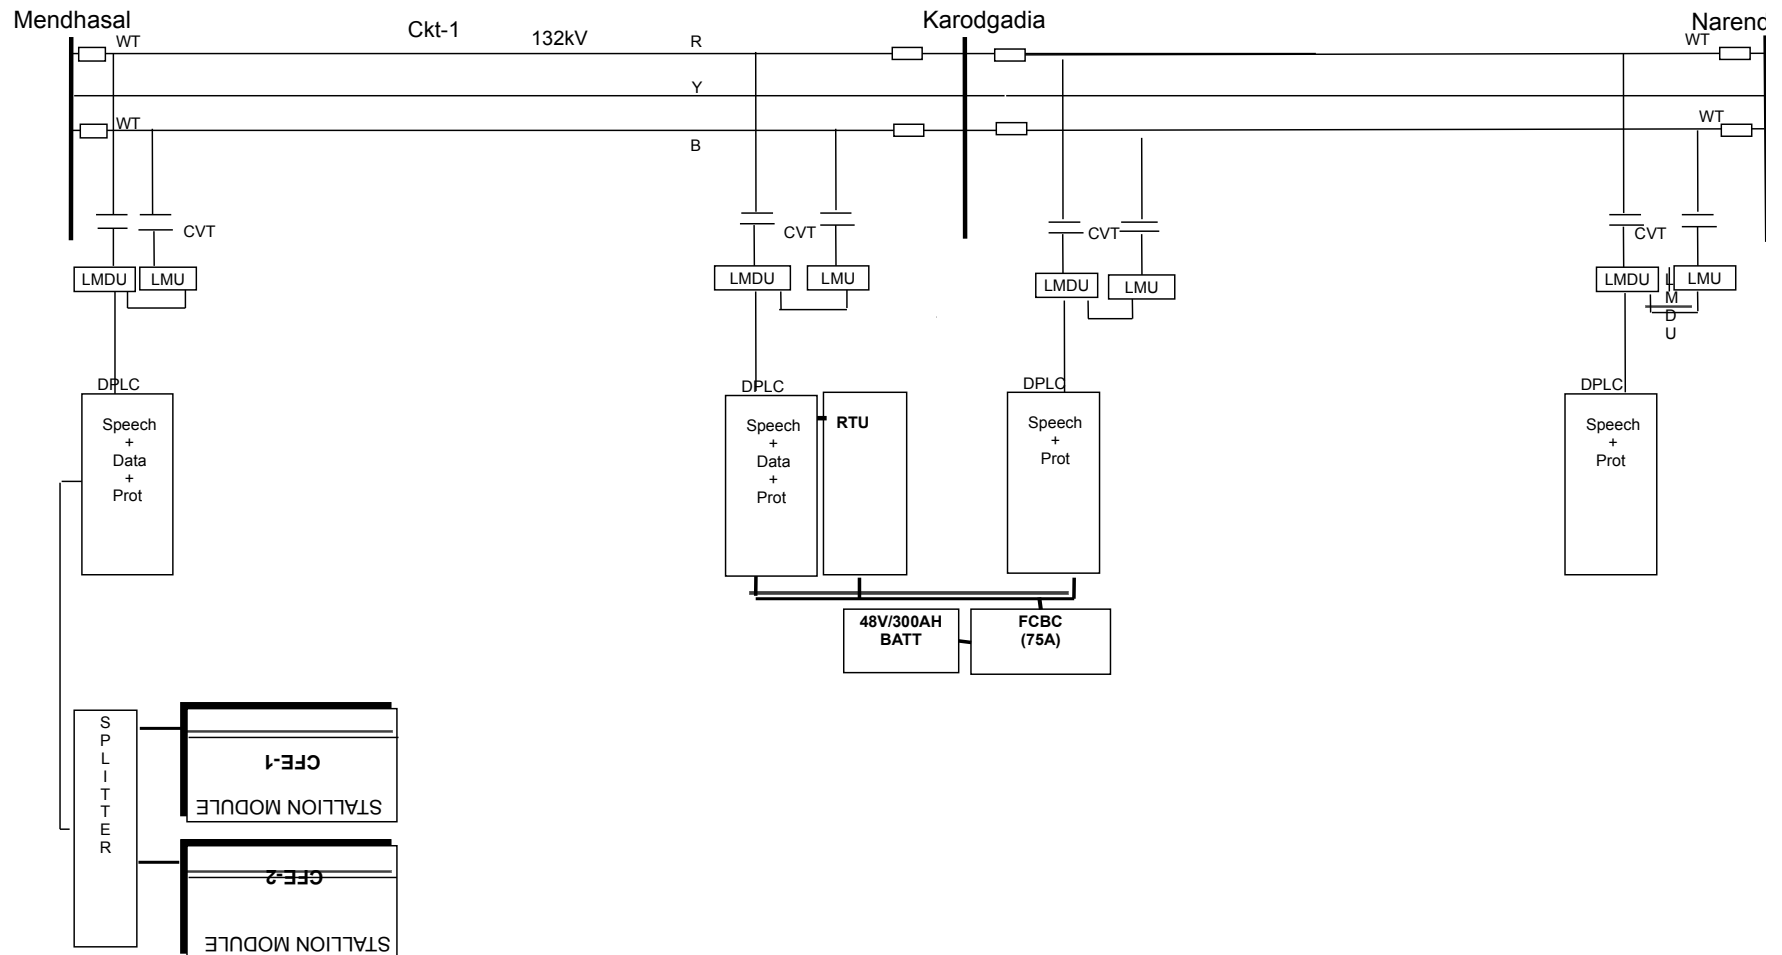 Mendhasal
Ckt-1
132kV
Karodgadia
Narend
WT
R
WT
Y
WT
B
WT
CVT
CVT
CVT
CVT
LMDU
LMU
LMDU
LMU
LMDU
LMU
LMDU
LMDU
LMU
DPLC
DPLC
DPLC
DPLC
Speech
+
Data
+
Prot
Speech
+
Data
+
Prot
RTU
Speech
+
Prot
Speech
+
Prot
48V/300AH
BATT
FCBC
(75A)
SPLITTER
CFE-1
STALLION MODULE
CFE-2
STALLION MODULE